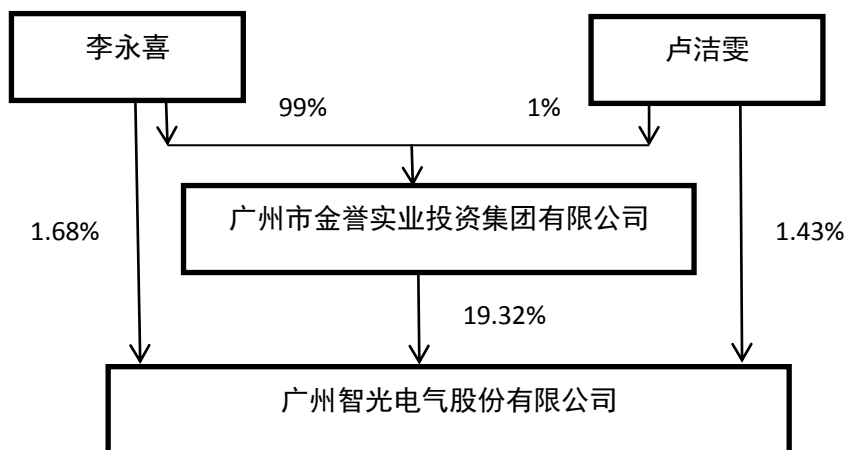 李永喜
卢洁雯
99%
1%
广州市金誉实业投资集团有限公司
1.68%
1.43%
19.32%
广州智光电气股份有限公司